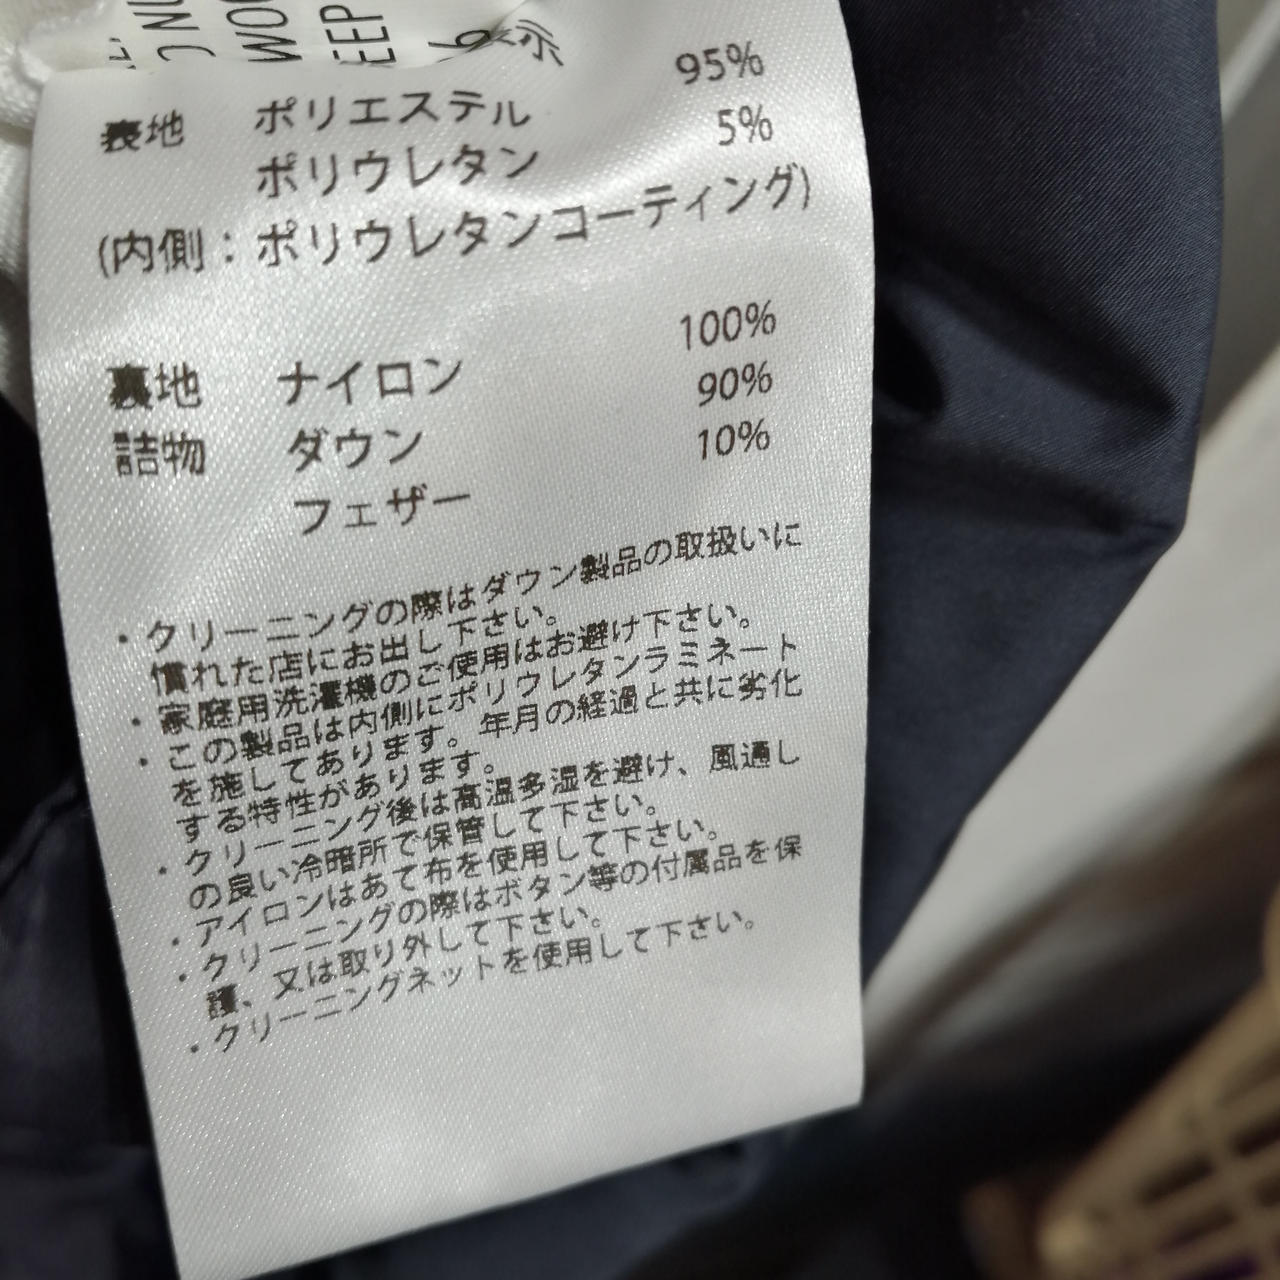 表地 ポリエステル 95%
ポリウレタン 5%
(内側：ポリウレタンコーティング)
裏地 ナイロン 100%
詰物 ダウン 90%
フェザー 10%
・クリーニングの際はダウン製品の取扱いに
慣れた店にお出し下さい。
・家庭用洗濯機のご使用はお避け下さい。
・この製品は内側にポリウレタンラミネート
を施してあります。年月の経過と共に劣化
する特性があります。
・クリーニング後は高温多湿を避け、風通し
の良い冷暗所で保管して下さい。
・アイロンはあて布を使用して下さい。
・クリーニングの際はボタン等の付属品を保
護、又は取り外して下さい。
・クリーニングネットを使用して下さい。